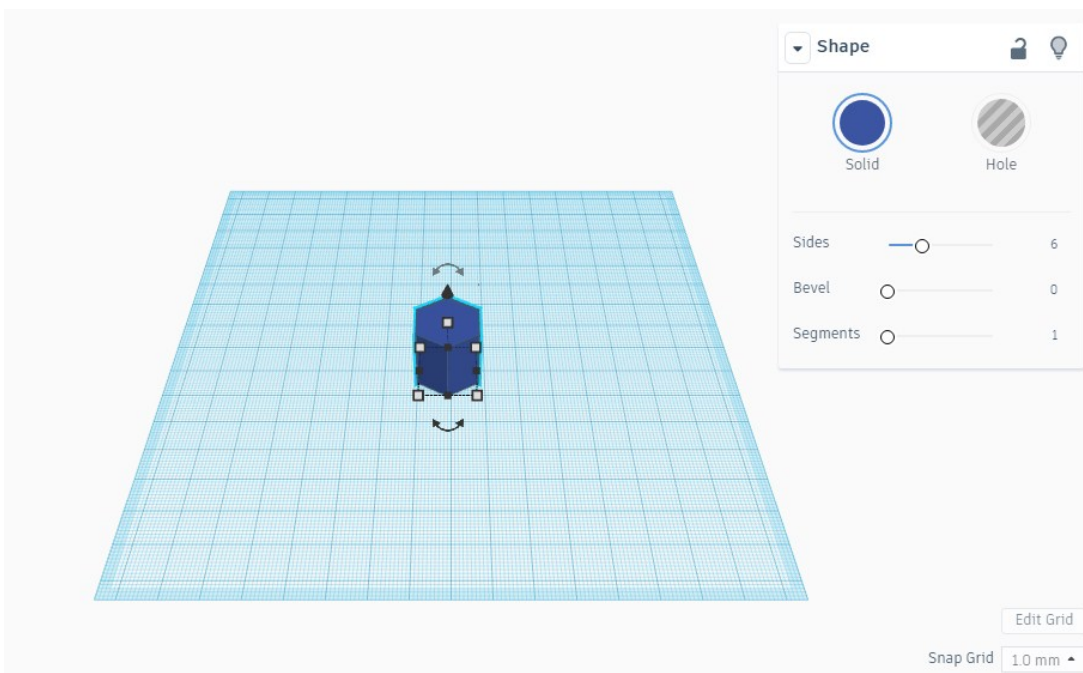 Shape
Solid Hole
Sides 6
Bevel 0
Segments 1
Edit Grid
Snap Grid 1.0 mm